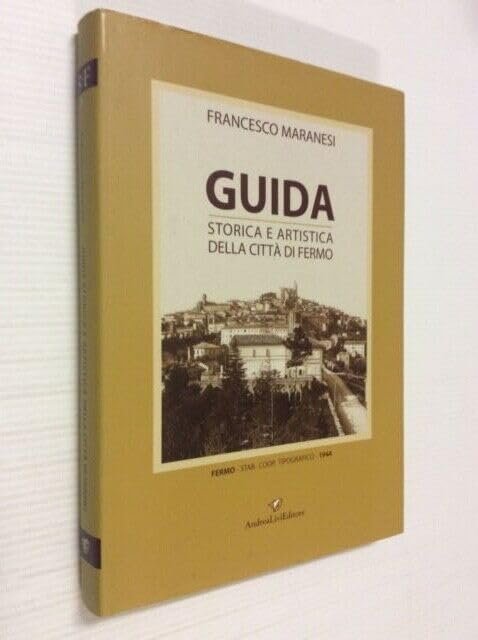 FRANCESCO MARANESI
GUIDA
STORICA E ARTISTICA
DELLA CITTÀ DI FERMO
FERMO - STAB. COOP. TIPOGRAFICO - 1944
AndreaLiviEditore